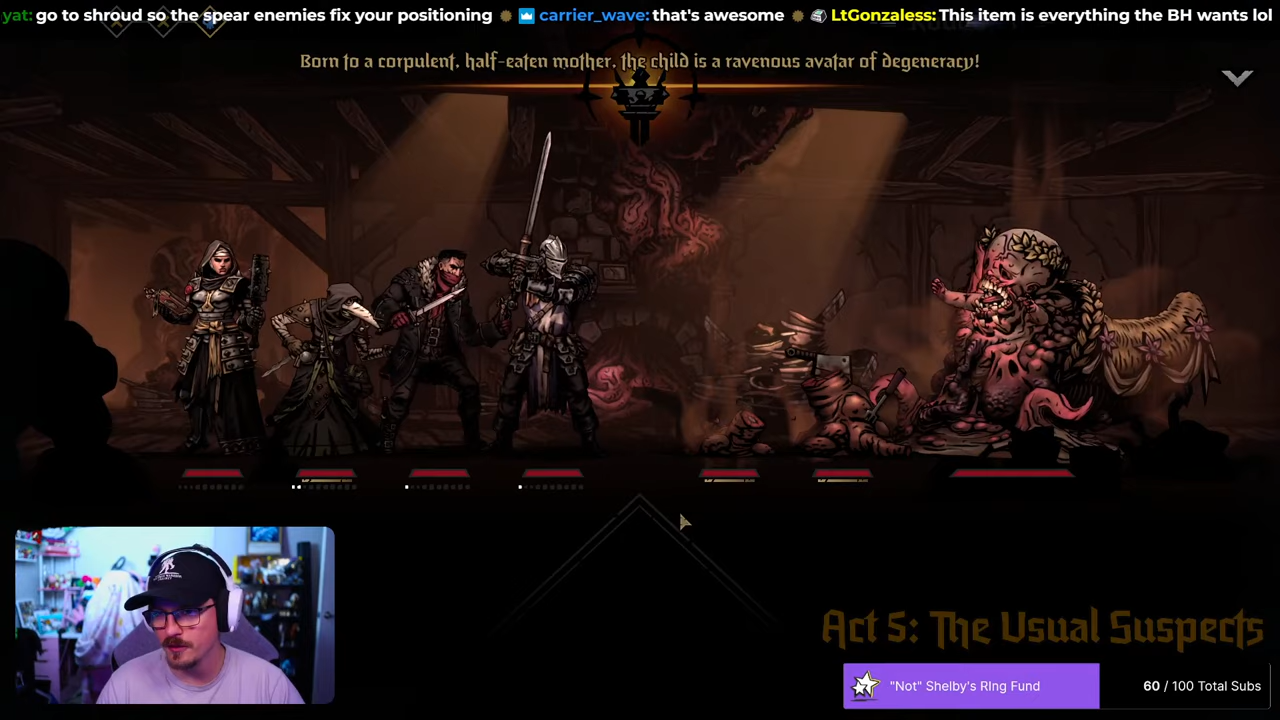 yat: go to shroud so the spear enemies fix your positioning carrier_wave: that's awesome LtGonzaless: This item is everything the BH wants lol
Born to a corpulent, half-eaten mother, the child is a ravenous avatar of degeneracy!
Act 5: The Usual Suspects
"Not" Shelby's RIng Fund 60 / 100 Total Subs